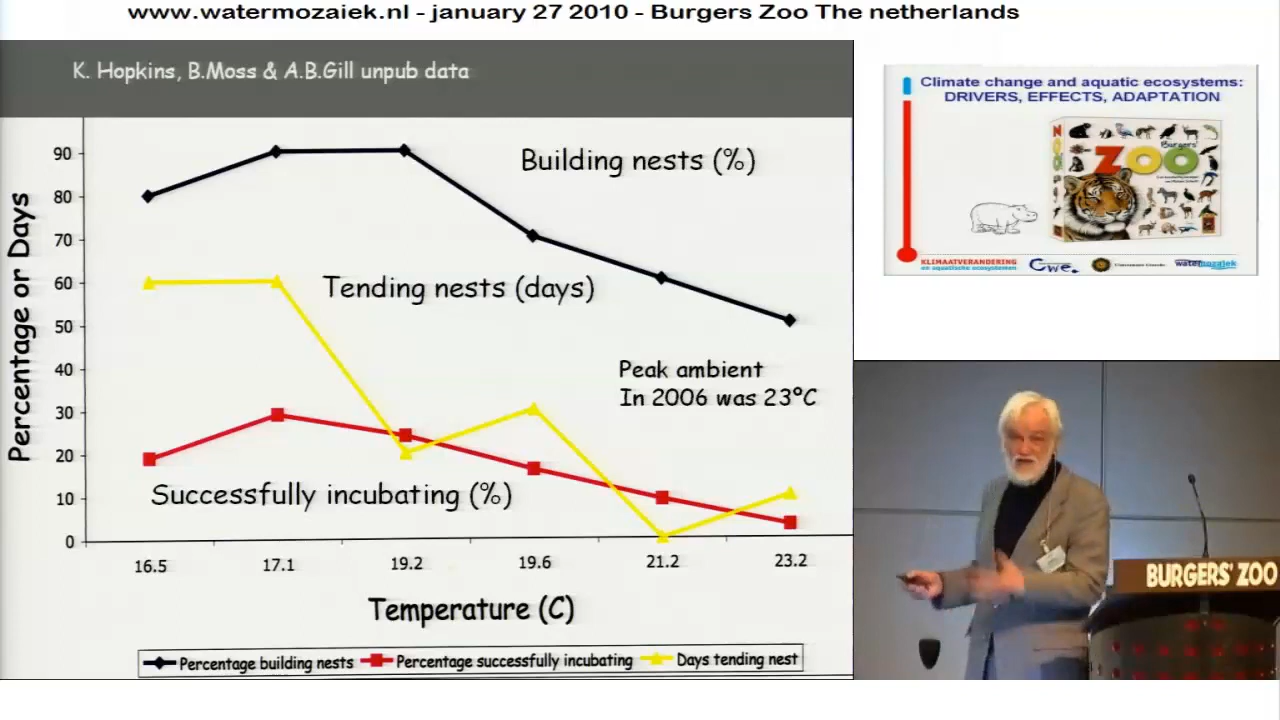 www.watermozaiek.nl - january 27 2010 - Burgers Zoo The netherlands
K. Hopkins, B.Moss & A.B.Gill unpub data
Percentage or Days
90
80
70
60
50
40
30
20
10
0
Building nests (%)
Tending nests (days)
Peak ambient
In 2006 was 23ºC
Successfully incubating (%)
16.5 17.1 19.2 19.6 21.2 23.2
Temperature (C)
Percentage building nests Percentage successfully incubating Days tending nest
Climate change and aquatic ecosystems:
DRIVERS, EFFECTS, ADAPTATION
Burgers'
ZOO
KLIMAATVERANDERING
en aquatische ecosystemen
Cwe.
watermozaiek
BURGERS' ZOO